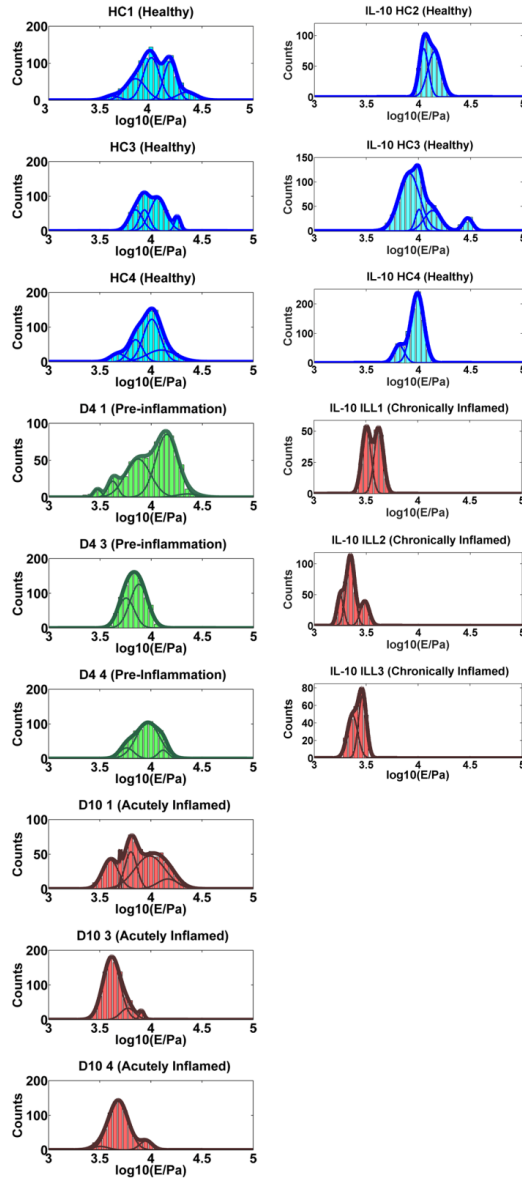 HC1 (Healthy)
Counts
200
100
0
3 3.5 4 4.5 5
log10(E/Pa)
HC3 (Healthy)
Counts
200
100
0
3 3.5 4 4.5 5
log10(E/Pa)
HC4 (Healthy)
Counts
200
100
0
3 3.5 4 4.5 5
log10(E/Pa)
D4 1 (Pre-inflammation)
Counts
100
50
0
3 3.5 4 4.5 5
log10(E/Pa)
D4 3 (Pre-inflammation)
Counts
200
100
0
3 3.5 4 4.5 5
log10(E/Pa)
D4 4 (Pre-Inflammation)
Counts
200
100
0
3 3.5 4 4.5 5
log10(E/Pa)
D10 1 (Acutely Inflamed)
Counts
100
50
0
3 3.5 4 4.5 5
log10(E/Pa)
D10 3 (Acutely Inflamed)
Counts
200
100
0
3 3.5 4 4.5 5
log10(E/Pa)
D10 4 (Acutely Inflamed)
Counts
200
100
0
3 3.5 4 4.5 5
log10(E/Pa)
IL-10 HC2 (Healthy)
Counts
100
50
0
3 3.5 4 4.5 5
log10(E/Pa)
IL-10 HC3 (Healthy)
Counts
150
100
50
0
3 3.5 4 4.5 5
log10(E/Pa)
IL-10 HC4 (Healthy)
Counts
200
100
0
3 3.5 4 4.5 5
log10(E/Pa)
IL-10 ILL1 (Chronically Inflamed)
Counts
50
25
0
3 3.5 4 4.5 5
log10(E/Pa)
IL-10 ILL2 (Chronically Inflamed)
Counts
100
50
0
3 3.5 4 4.5 5
log10(E/Pa)
IL-10 ILL3 (Chronically Inflamed)
Counts
80
60
40
20
0
3 3.5 4 4.5 5
log10(E/Pa)